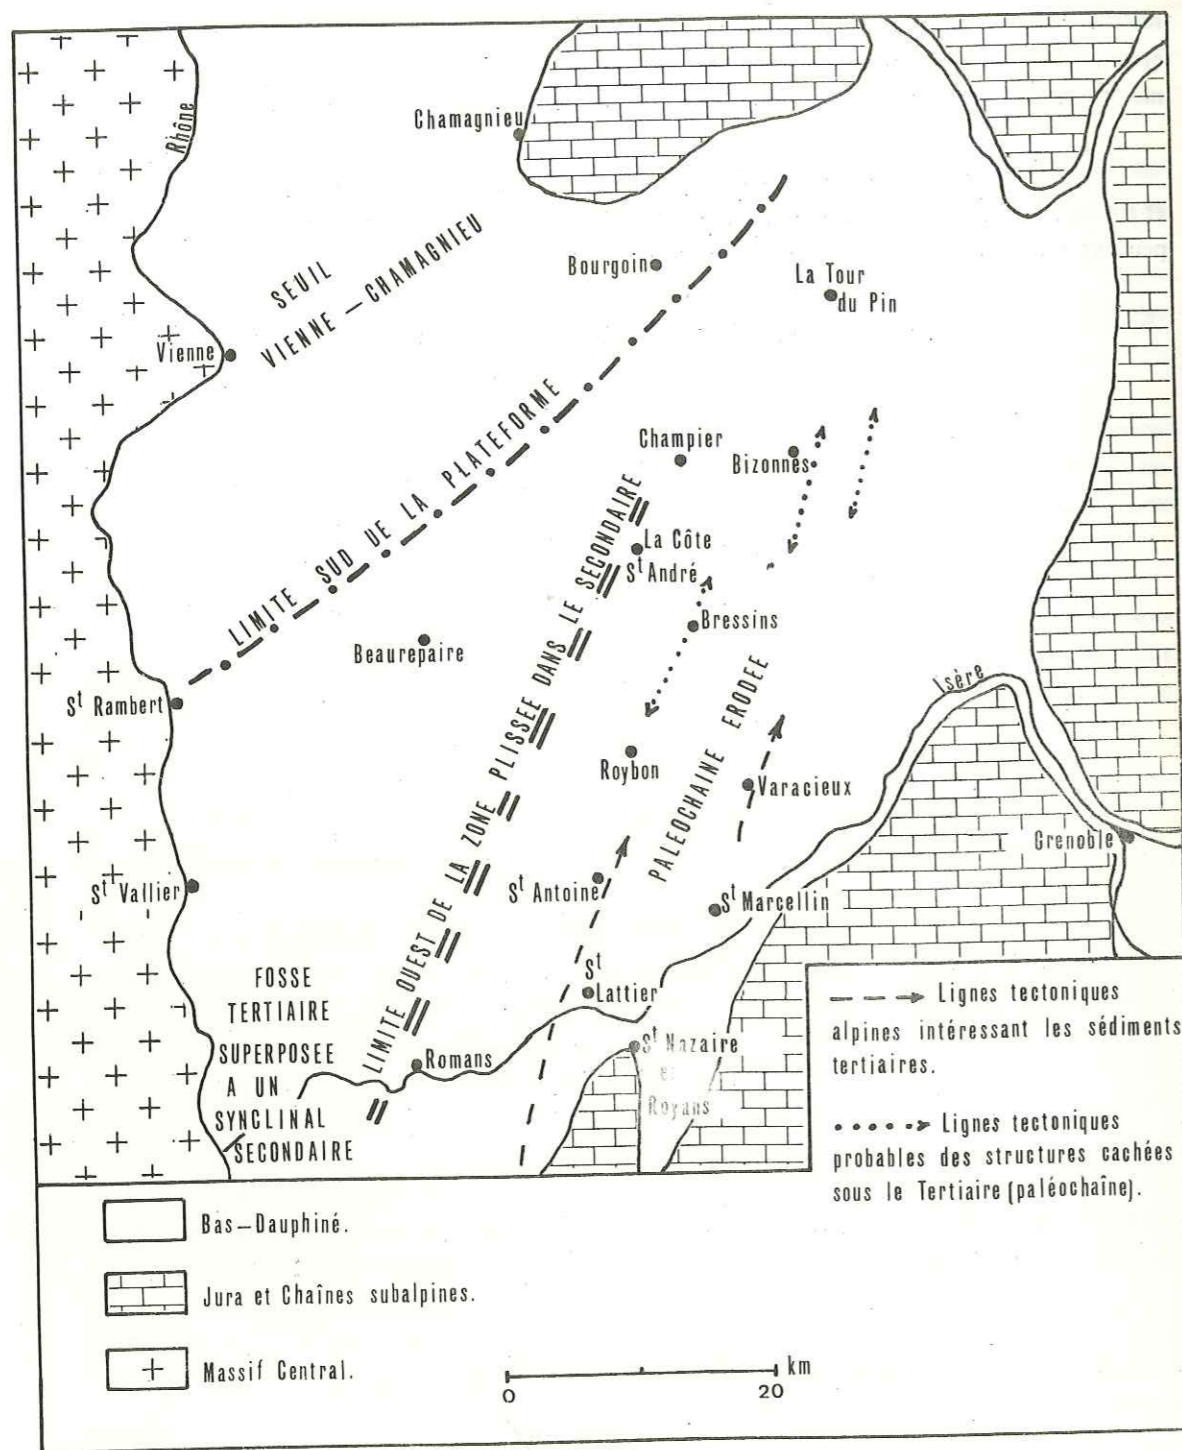 Rhône
Chamagnieu
SEUIL
VIENNE — CHAMAGNIEU
Bourgoin
La Tour
du Pin
Vienne
LIMITE SUD DE LA PLATEFORME
Champier
Bizonnes
La Côte
St André
Bressins
Beaurepaire
LIMITE OUEST DE LA ZONE PLISSEE DANS LE SECONDAIRE
St Rambert
Isère
Roybon
PALEOCHAINE ERODEE
Varacieux
Grenoble
St Vallier
St Antoine
St Marcellin
St
Lattier
FOSSE
TERTIAIRE
SUPERPOSEE
A UN
SYNCLINAL
SECONDAIRE
Romans
St Nazaire
en
Royans
Lignes tectoniques
alpines intéressant les sédiments
tertiaires.
Lignes tectoniques
probables des structures cachées
sous le Tertiaire (paléochaîne).
Bas-Dauphiné.
Jura et Chaînes subalpines.
Massif Central.
km
0 20